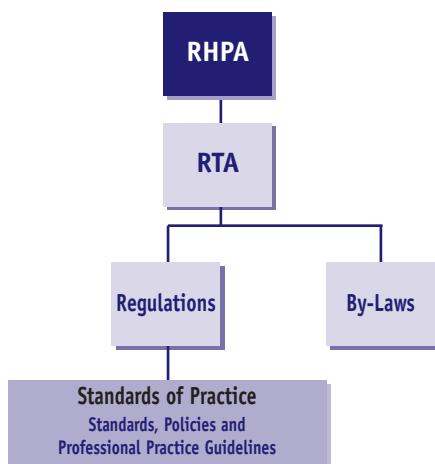 RHPA
RTA
Regulations
By-Laws
Standards of Practice
Standards, Policies and
Professional Practice Guidelines